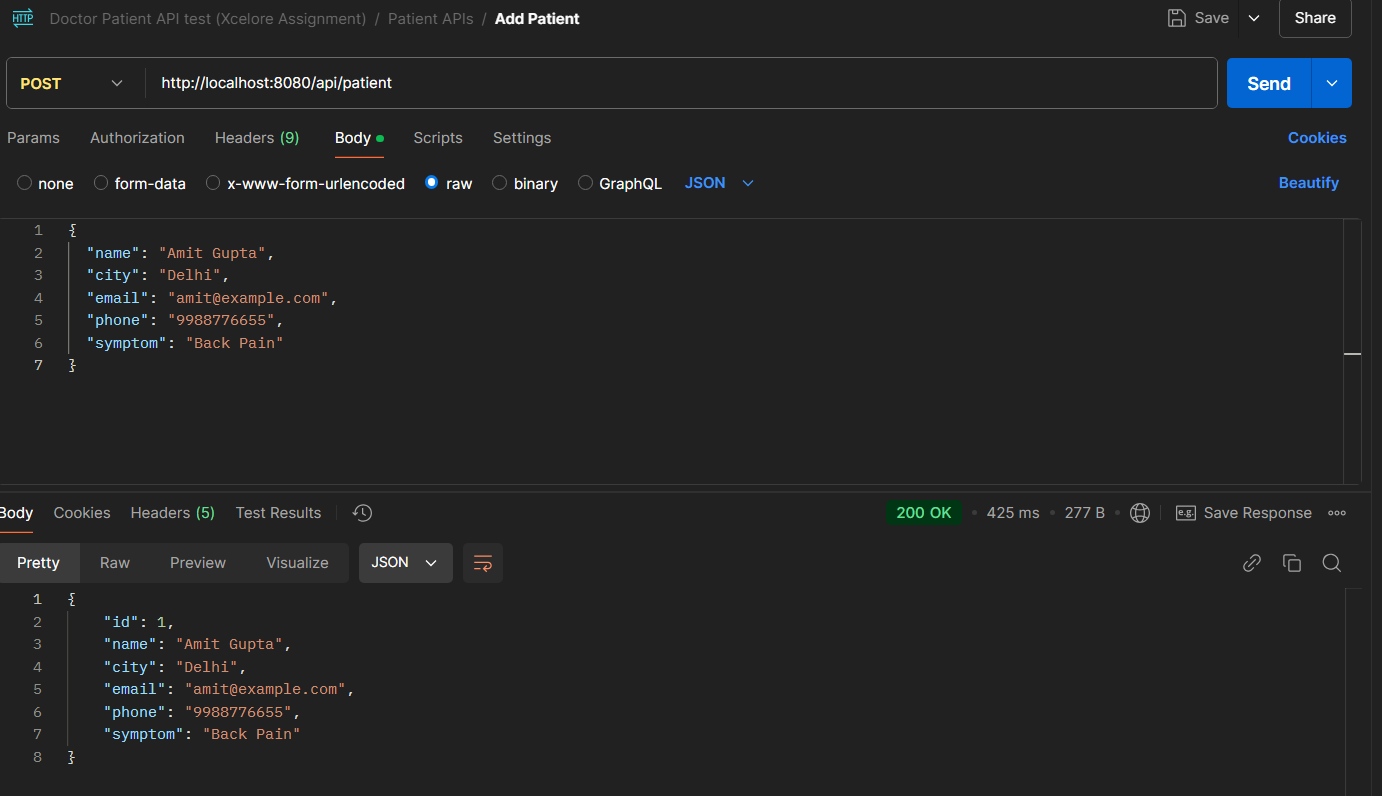 HTTP Doctor Patient API test (Xcelore Assignment) / Patient APIs / Add Patient Save Share
POST http://localhost:8080/api/patient Send
Params Authorization Headers (9) Body Scripts Settings Cookies
none form-data x-www-form-urlencoded raw binary GraphQL JSON Beautify
1 {
2 "name": "Amit Gupta",
3 "city": "Delhi",
4 "email": "amit@example.com",
5 "phone": "9988776655",
6 "symptom": "Back Pain"
7 }
Body Cookies Headers (5) Test Results 200 OK • 425 ms • 277 B • e.g. Save Response
Pretty Raw Preview Visualize JSON
1 {
2 "id": 1,
3 "name": "Amit Gupta",
4 "city": "Delhi",
5 "email": "amit@example.com",
6 "phone": "9988776655",
7 "symptom": "Back Pain"
8 }